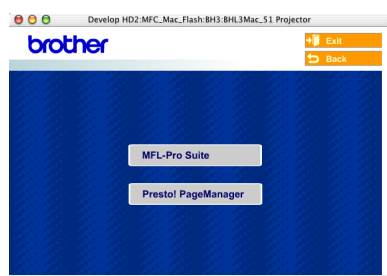 Develop HD2:MFC_Mac_Flash:BH3:BHL3Mac_51 Projector
brother
Exit
Back
MFL-Pro Suite
Presto! PageManager